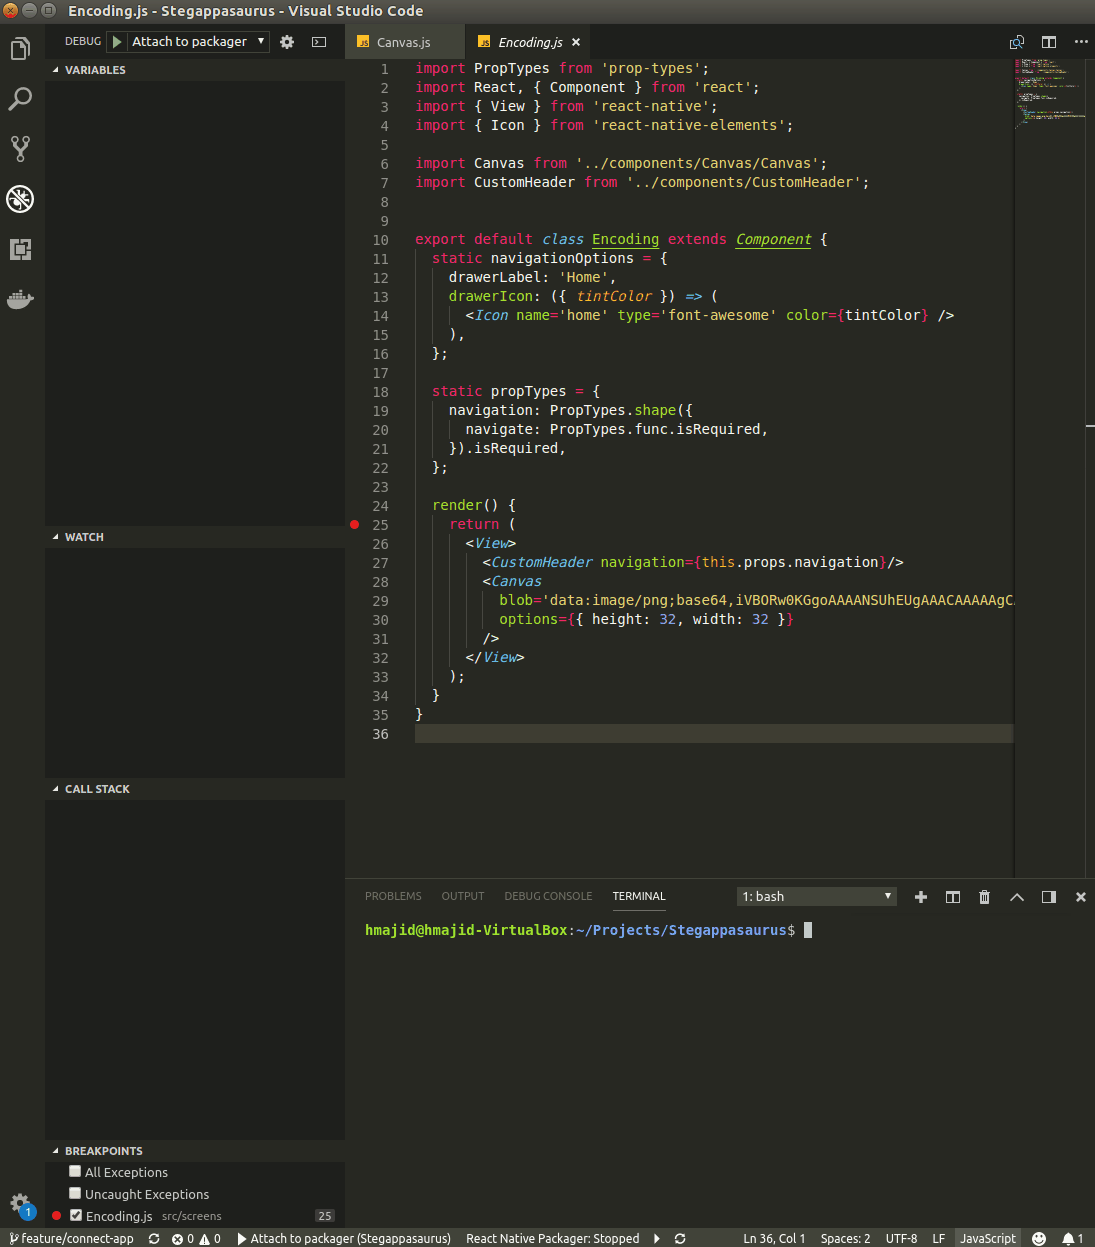 Encoding.js - Stegappasaurus - Visual Studio Code
DEBUG Attach to packager
JS Canvas.js
JS Encoding.js
VARIABLES
1 import PropTypes from 'prop-types';
2 import React, { Component } from 'react';
3 import { View } from 'react-native';
4 import { Icon } from 'react-native-elements';
5
6 import Canvas from '../components/Canvas/Canvas';
7 import CustomHeader from '../components/CustomHeader';
8
9
10 export default class Encoding extends Component {
11 static navigationOptions = {
12 drawerLabel: 'Home',
13 drawerIcon: ({ tintColor }) => (
14 <Icon name='home' type='font-awesome' color={tintColor} />
15 ),
16 };
17
18 static propTypes = {
19 navigation: PropTypes.shape({
20 navigate: PropTypes.func.isRequired,
21 }).isRequired,
22 };
23
24 render() {
25 return (
26 <View>
27 <CustomHeader navigation={this.props.navigation}/>
28 <Canvas
29 blob='data:image/png;base64,iVBORw0KGgoAAAANSUhEUgAAACAAAAAgC
30 options={{ height: 32, width: 32 }}
31 />
32 </View>
33 );
34 }
35 }
36
WATCH
CALL STACK
PROBLEMS OUTPUT DEBUG CONSOLE TERMINAL 1: bash
hmajid@hmajid-VirtualBox:~/Projects/Stegappasaurus$
BREAKPOINTS
All Exceptions
Uncaught Exceptions
Encoding.js src/screens 25
1
feature/connect-app 0 0 Attach to packager (Stegappasaurus) React Native Packager: Stopped Ln 36, Col 1 Spaces: 2 UTF-8 LF JavaScript 1